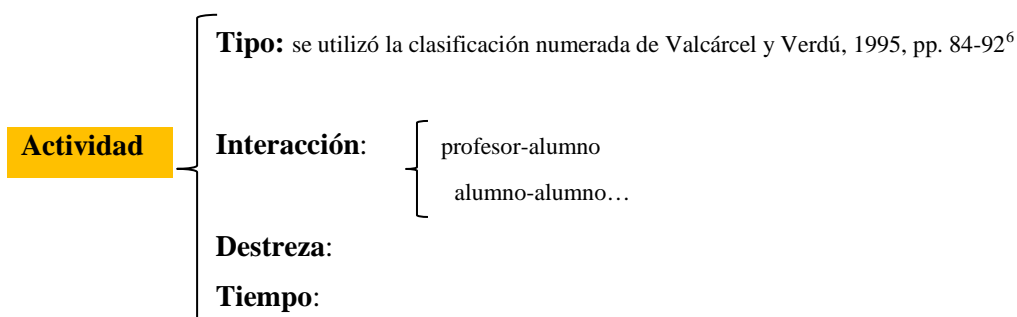 Tipo: se utilizó la clasificación numerada de Valcárcel y Verdú, 1995, pp. 84-92⁶
Actividad
Interacción:
profesor-alumno
alumno-alumno…
Destreza:
Tiempo: